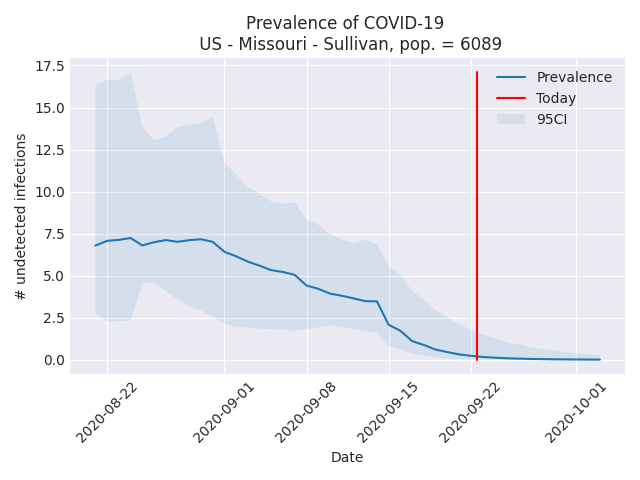 Prevalence of COVID-19
US - Missouri - Sullivan, pop. = 6089
17.5
15.0
12.5
10.0
7.5
5.0
2.5
0.0
# undetected infections
Prevalence
Today
95CI
2020-08-22
2020-09-01
2020-09-08
2020-09-15
2020-09-22
2020-10-01
Date